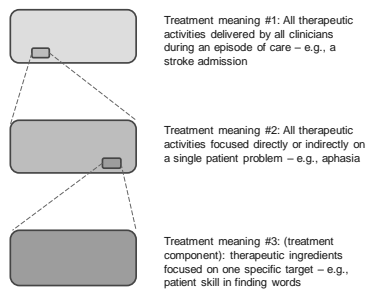 Treatment meaning #1: All therapeutic
activities delivered by all clinicians
during an episode of care – e.g., a
stroke admission
Treatment meaning #2: All therapeutic
activities focused directly or indirectly on
a single patient problem – e.g., aphasia
Treatment meaning #3: (treatment
component): therapeutic ingredients
focused on one specific target – e.g.,
patient skill in finding words